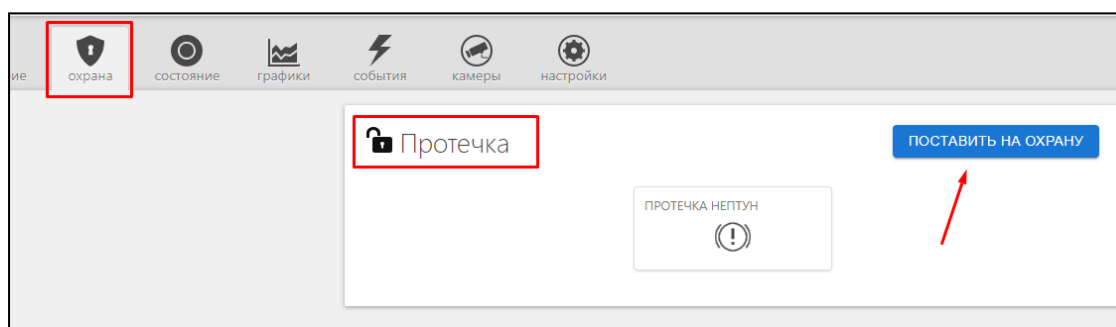 ие охрана состояние графики события камеры настройки
Протечка
ПОСТАВИТЬ НА ОХРАНУ
ПРОТЕЧКА НЕПТУН